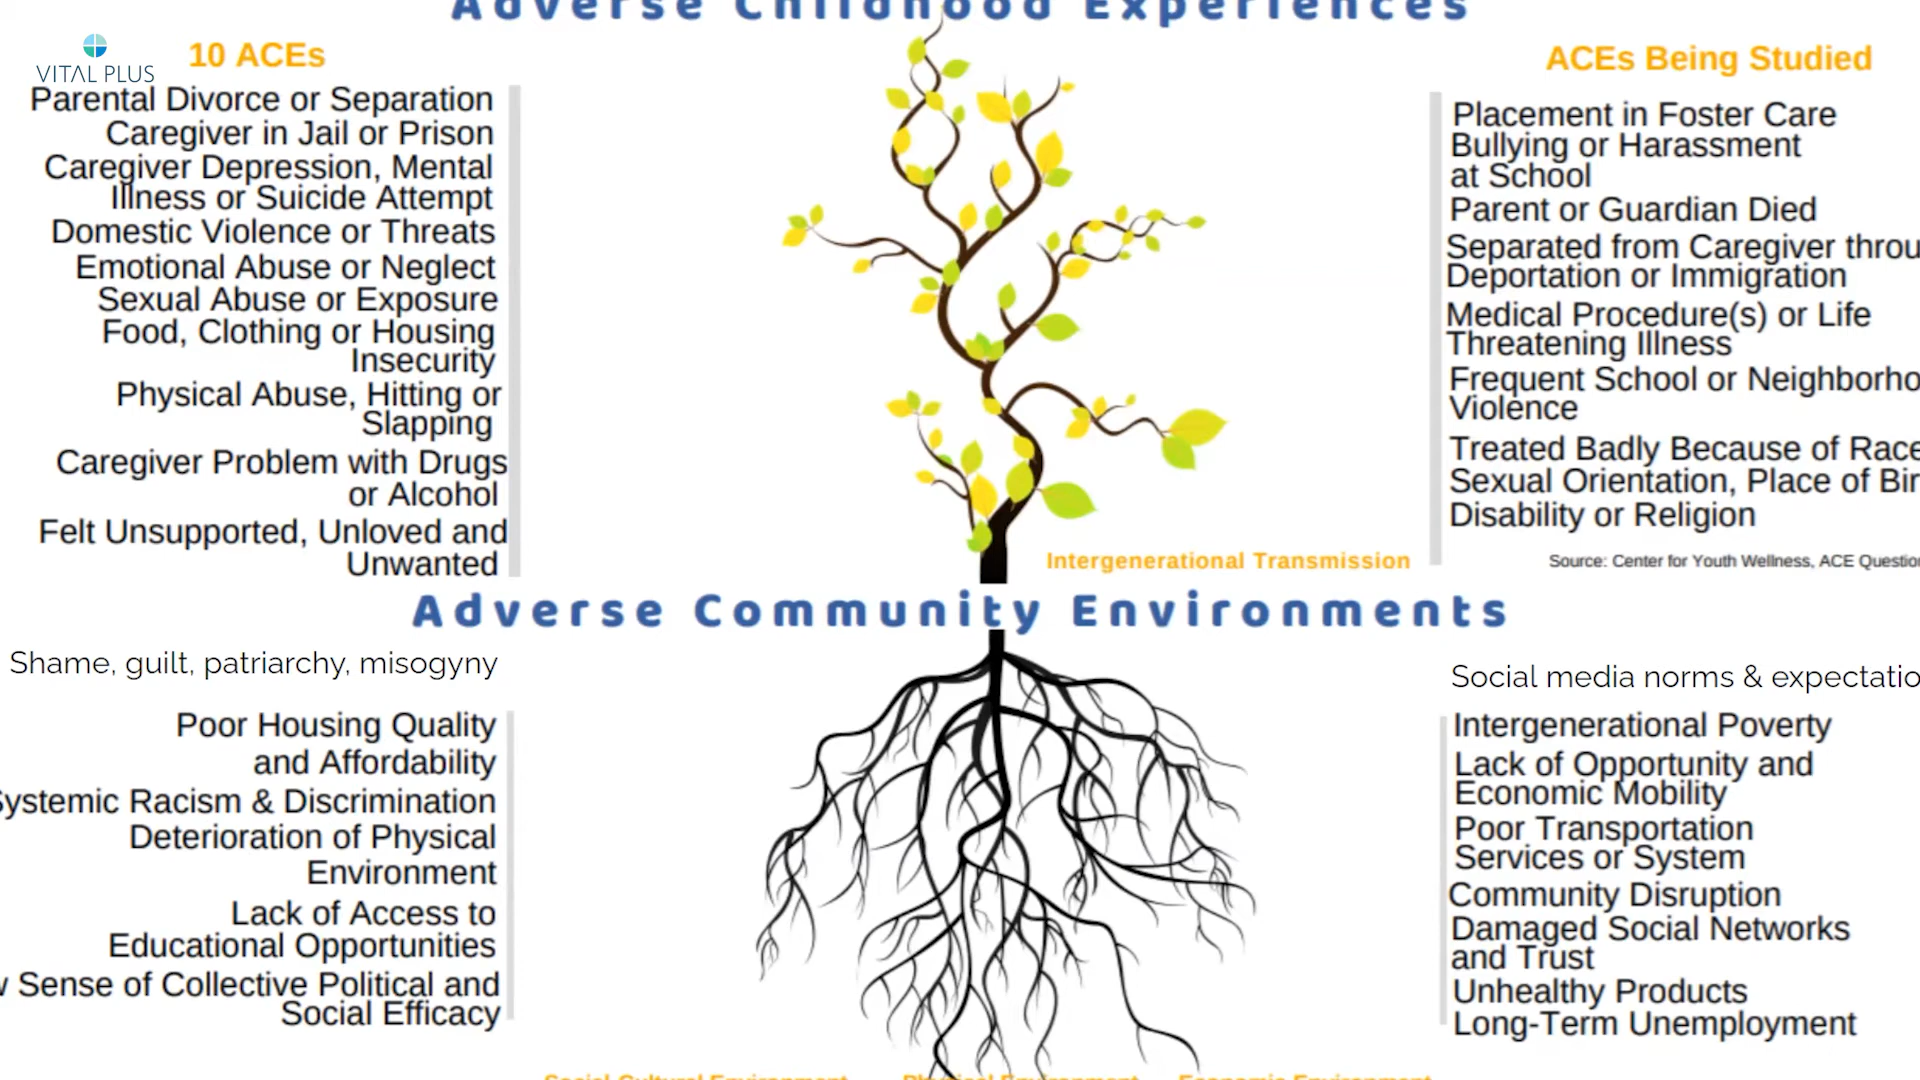 Adverse Childhood Experiences
VITAL PLUS
10 ACEs
Parental Divorce or Separation
Caregiver in Jail or Prison
Caregiver Depression, Mental
Illness or Suicide Attempt
Domestic Violence or Threats
Emotional Abuse or Neglect
Sexual Abuse or Exposure
Food, Clothing or Housing
Insecurity
Physical Abuse, Hitting or
Slapping
Caregiver Problem with Drugs
or Alcohol
Felt Unsupported, Unloved and
Unwanted
ACEs Being Studied
Placement in Foster Care
Bullying or Harassment
at School
Parent or Guardian Died
Separated from Caregiver throu
Deportation or Immigration
Medical Procedure(s) or Life
Threatening Illness
Frequent School or Neighborho
Violence
Treated Badly Because of Race
Sexual Orientation, Place of Bir
Disability or Religion
Source: Center for Youth Wellness, ACE Question
Intergenerational Transmission
Adverse Community Environments
Shame, guilt, patriarchy, misogyny
Poor Housing Quality
and Affordability
Systemic Racism & Discrimination
Deterioration of Physical
Environment
Lack of Access to
Educational Opportunities
Sense of Collective Political and
Social Efficacy
Social media norms & expectatio
Intergenerational Poverty
Lack of Opportunity and
Economic Mobility
Poor Transportation
Services or System
Community Disruption
Damaged Social Networks
and Trust
Unhealthy Products
Long-Term Unemployment